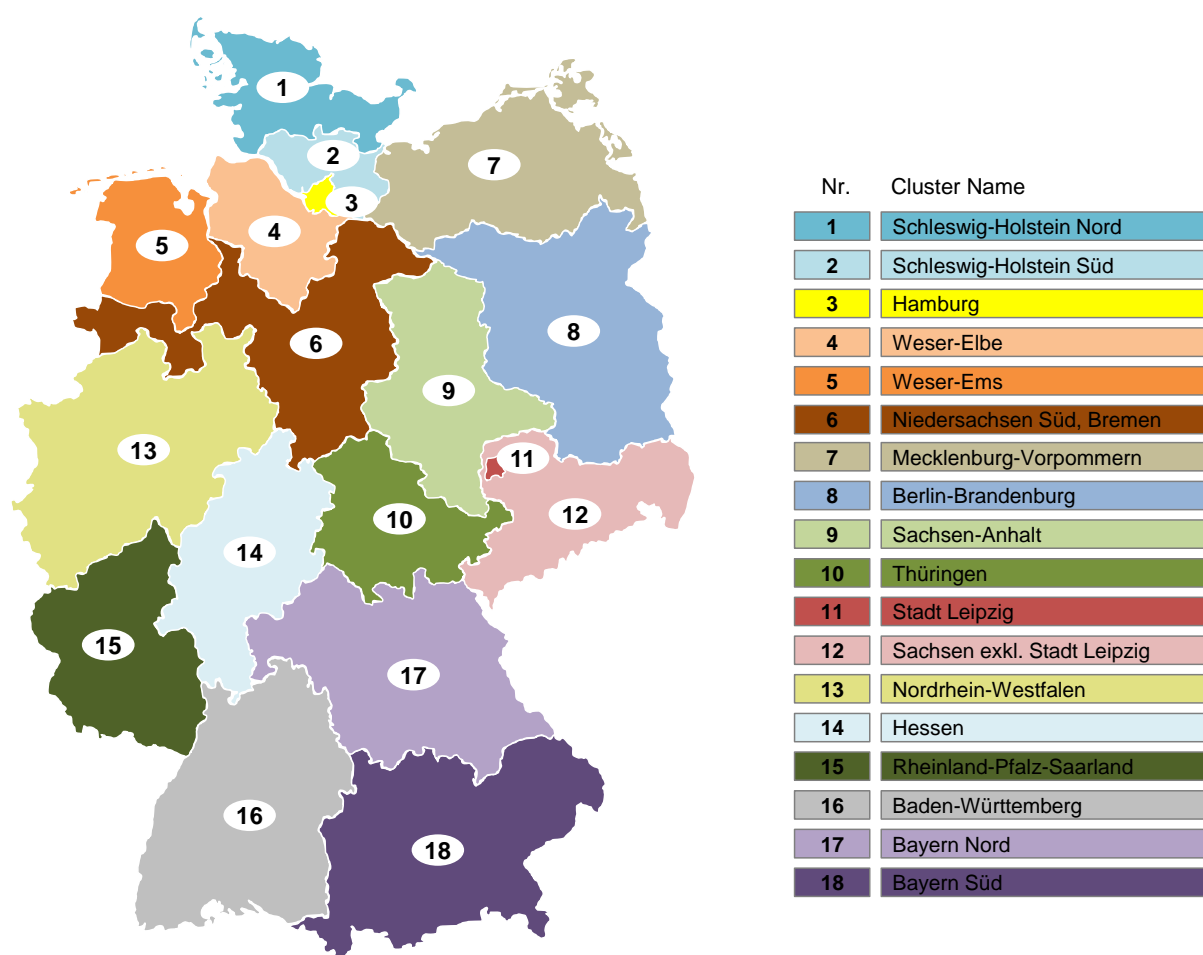 1
2
3
4
5
6
7
8
9
10
11
12
13
14
15
16
17
18
Nr. Cluster Name
1 Schleswig-Holstein Nord
2 Schleswig-Holstein Süd
3 Hamburg
4 Weser-Elbe
5 Weser-Ems
6 Niedersachsen Süd, Bremen
7 Mecklenburg-Vorpommern
8 Berlin-Brandenburg
9 Sachsen-Anhalt
10 Thüringen
11 Stadt Leipzig
12 Sachsen exkl. Stadt Leipzig
13 Nordrhein-Westfalen
14 Hessen
15 Rheinland-Pfalz-Saarland
16 Baden-Württemberg
17 Bayern Nord
18 Bayern Süd